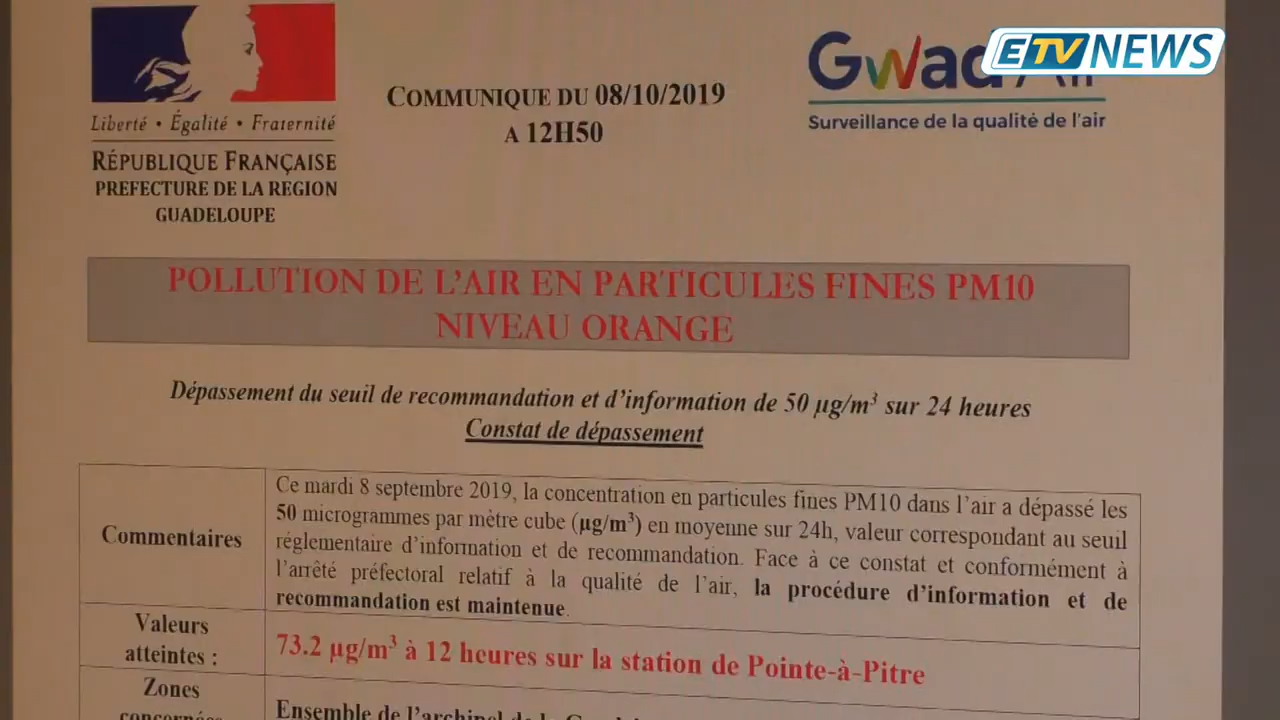 ETV NEWS
Gwad Air
Surveillance de la qualité de l'air
COMMUNIQUE DU 08/10/2019
A 12H50
Liberté • Égalité • Fraternité
RÉPUBLIQUE FRANÇAISE
PREFECTURE DE LA REGION
GUADELOUPE
POLLUTION DE L'AIR EN PARTICULES FINES PM10
NIVEAU ORANGE
Dépassement du seuil de recommandation et d'information de 50 µg/m³ sur 24 heures
Constat de dépassement
Commentaires
Ce mardi 8 septembre 2019, la concentration en particules fines PM10 dans l'air a dépassé les
50 microgrammes par mètre cube (µg/m³) en moyenne sur 24h, valeur correspondant au seuil
réglementaire d'information et de recommandation. Face à ce constat et conformément à
l'arrêté préfectoral relatif à la qualité de l'air, la procédure d'information et de
recommandation est maintenue.
Valeurs
atteintes :
73.2 µg/m³ à 12 heures sur la station de Pointe-à-Pitre
Zones
Ensemble de l'archipel de la